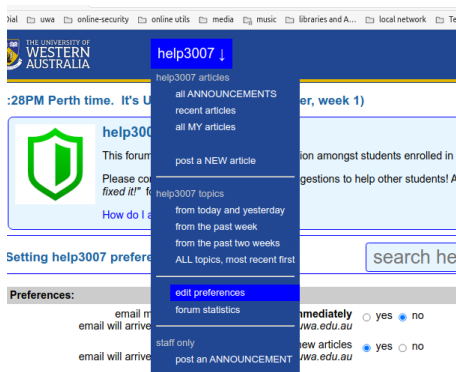 Dial uwa online-security online utils media music libraries and A... local network Te
THE UNIVERSITY OF
WESTERN
AUSTRALIA
help3007 ↓
help3007 articles
all ANNOUNCEMENTS
recent articles
all MY articles
post a NEW article
help3007 topics
from today and yesterday
from the past week
from the past two weeks
ALL topics, most recent first
edit preferences
forum statistics
staff only
post an ANNOUNCEMENT
:28PM Perth time. It's U er, week 1)
help300
This forum ion amongst students enrolled in
Please co gestions to help other students! A
fixed it!" fo
How do I a
Setting help3007 prefere
search he
Preferences:
email m mmediately yes no
email will arrive uwa.edu.au
new articles yes no
email will arrive uwa.edu.au